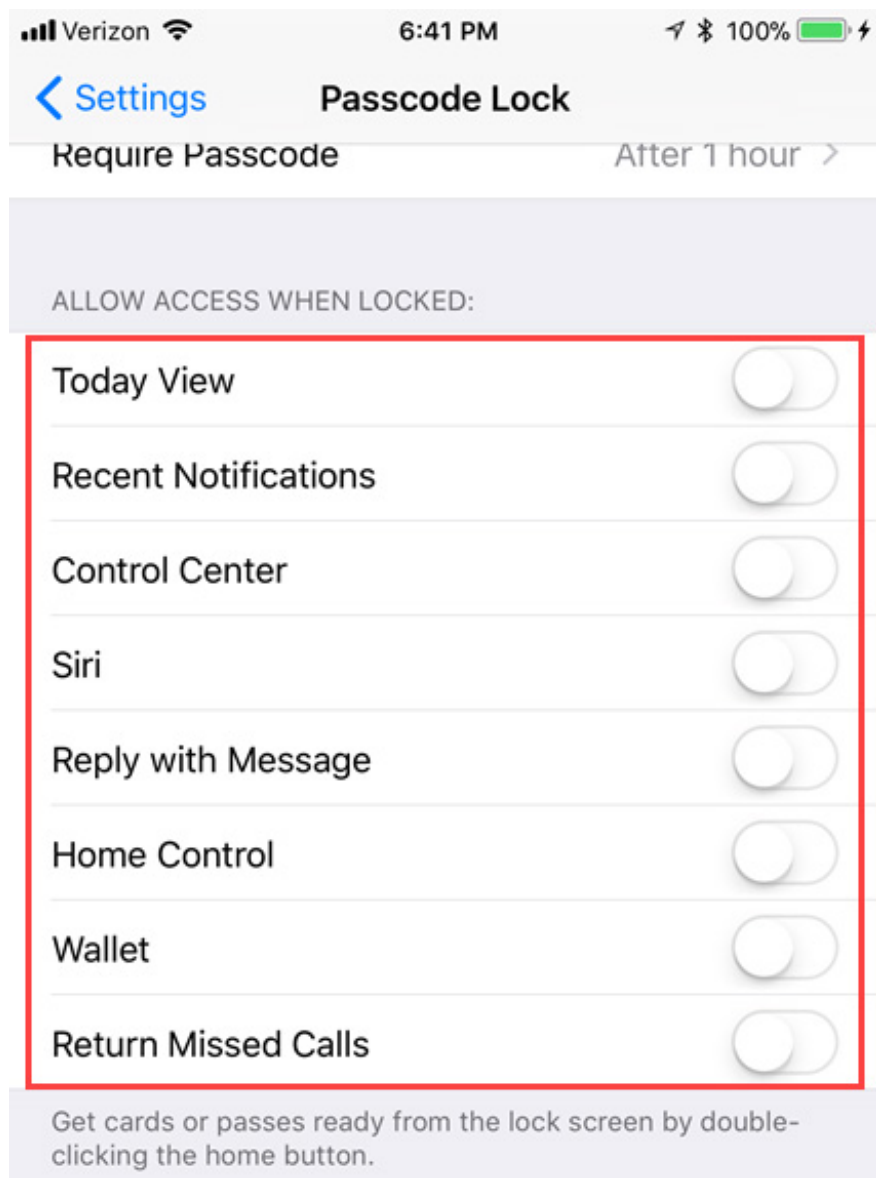 Verizon 6:41 PM 100%
Settings Passcode Lock
Require Passcode After 1 hour
ALLOW ACCESS WHEN LOCKED:
Today View
Recent Notifications
Control Center
Siri
Reply with Message
Home Control
Wallet
Return Missed Calls
Get cards or passes ready from the lock screen by double-
clicking the home button.